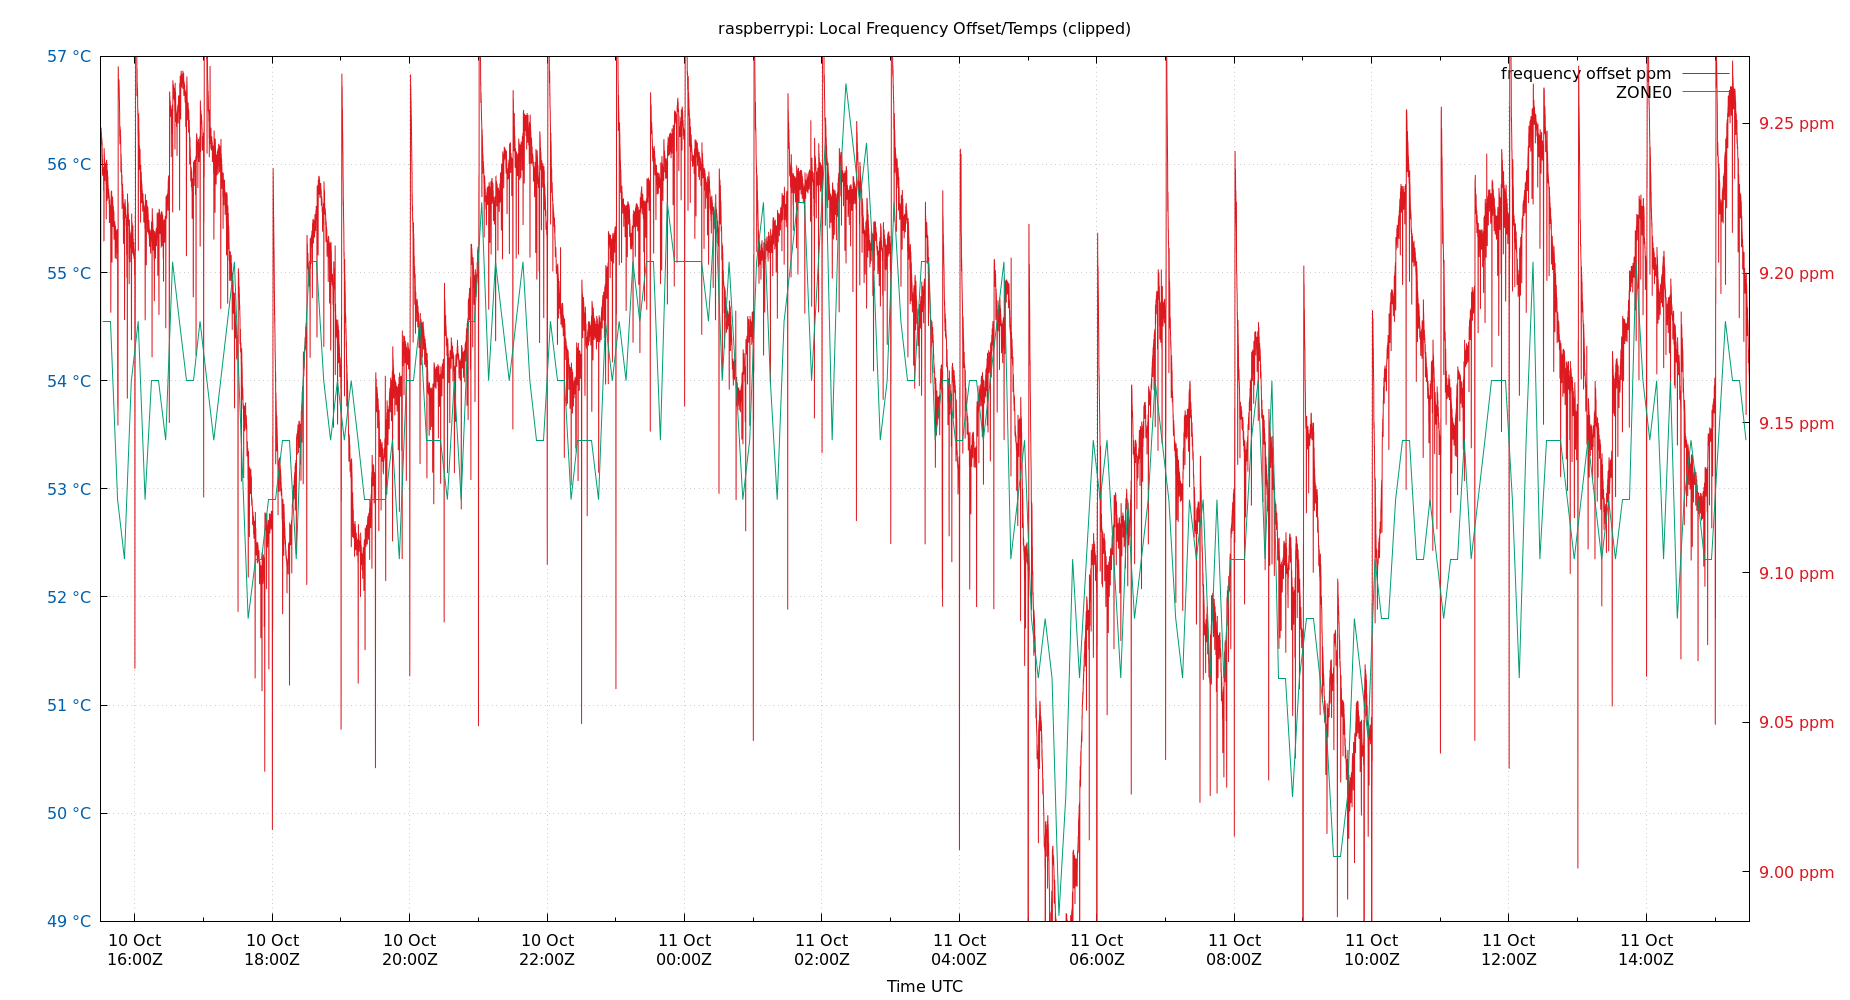 raspberrypi: Local Frequency Offset/Temps (clipped)
57 °C
56 °C
55 °C
54 °C
53 °C
52 °C
51 °C
50 °C
49 °C
frequency offset ppm
ZONE0
9.25 ppm
9.20 ppm
9.15 ppm
9.10 ppm
9.05 ppm
9.00 ppm
10 Oct
16:00Z
10 Oct
18:00Z
10 Oct
20:00Z
10 Oct
22:00Z
11 Oct
00:00Z
11 Oct
02:00Z
11 Oct
04:00Z
11 Oct
06:00Z
11 Oct
08:00Z
11 Oct
10:00Z
11 Oct
12:00Z
11 Oct
14:00Z
Time UTC